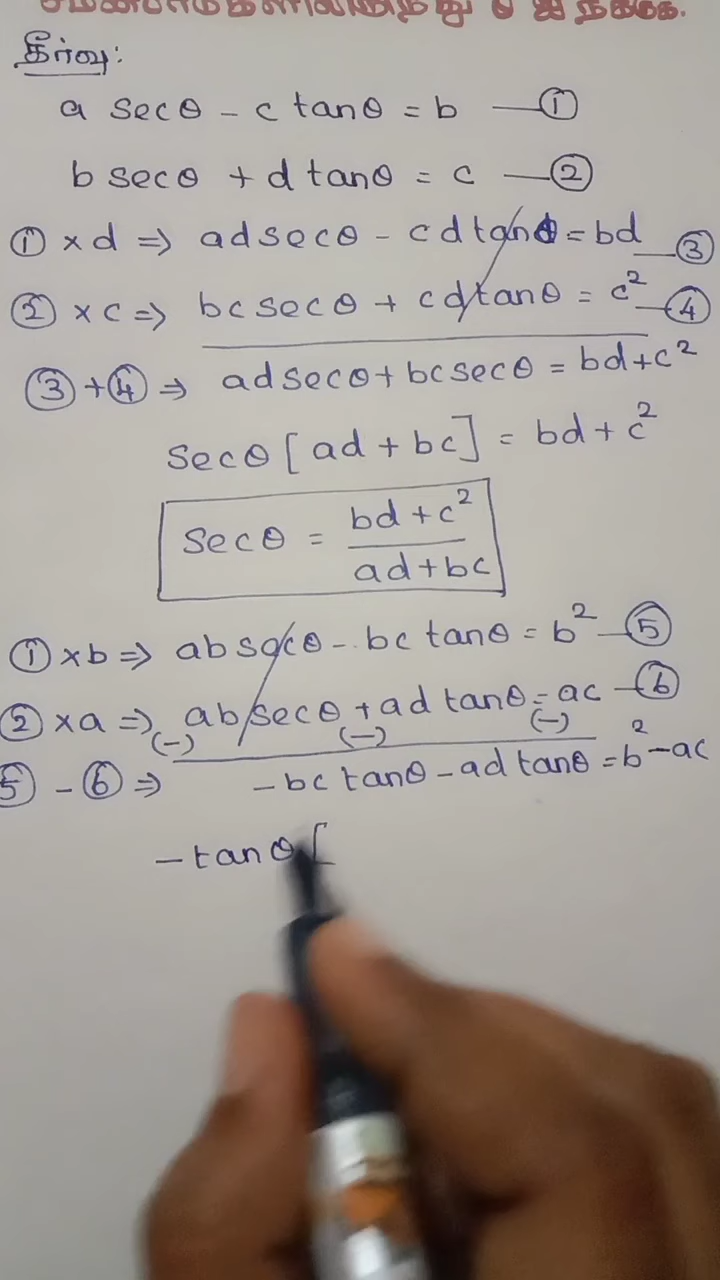 தீர்வு:
a secθ - c tanθ = b — ①
b secθ + d tanθ = c — ②
① × d ⇒ ad secθ - cd tanθ = bd — ③
② × c ⇒ bc secθ + cd tanθ = c² — ④
③ + ④ ⇒ ad secθ + bc secθ = bd + c²
secθ [ad + bc] = bd + c²
secθ = bd + c² / ad + bc
① × b ⇒ ab secθ - bc tanθ = b² — ⑤
② × a ⇒ ab secθ + ad tanθ = ac — ⑥
(-) (-) (-)
⑤ - ⑥ ⇒ - bc tanθ - ad tanθ = b² - ac
- tanθ [